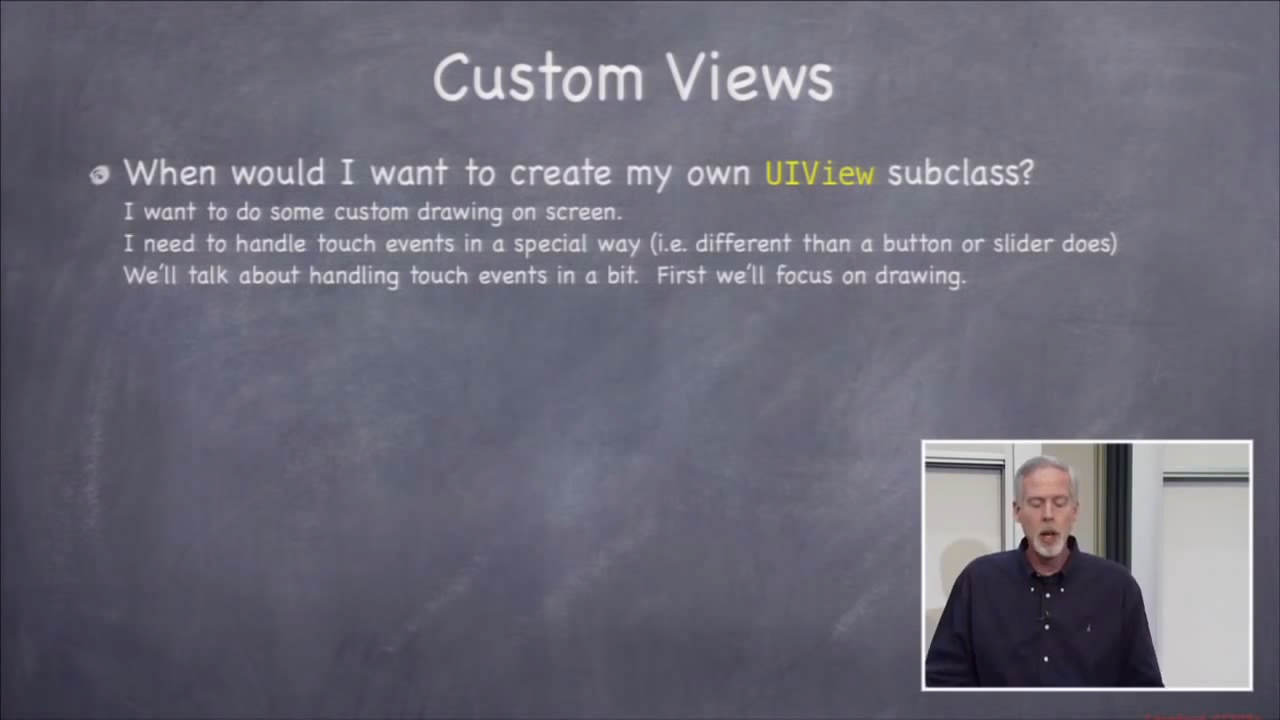 Custom Views
When would I want to create my own UIView subclass?
I want to do some custom drawing on screen.
I need to handle touch events in a special way (i.e. different than a button or slider does)
We'll talk about handling touch events in a bit. First we'll focus on drawing.